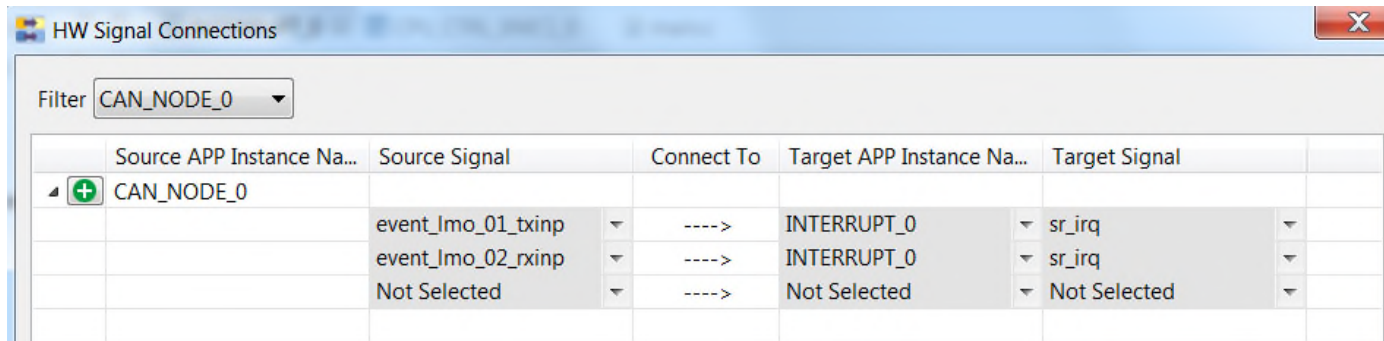 HW Signal Connections
Filter CAN_NODE_0
Source APP Instance Na... Source Signal Connect To Target APP Instance Na... Target Signal
CAN_NODE_0
event_lmo_01_txinp ----> INTERRUPT_0 sr_irq
event_lmo_02_rxinp ----> INTERRUPT_0 sr_irq
Not Selected ----> Not Selected Not Selected